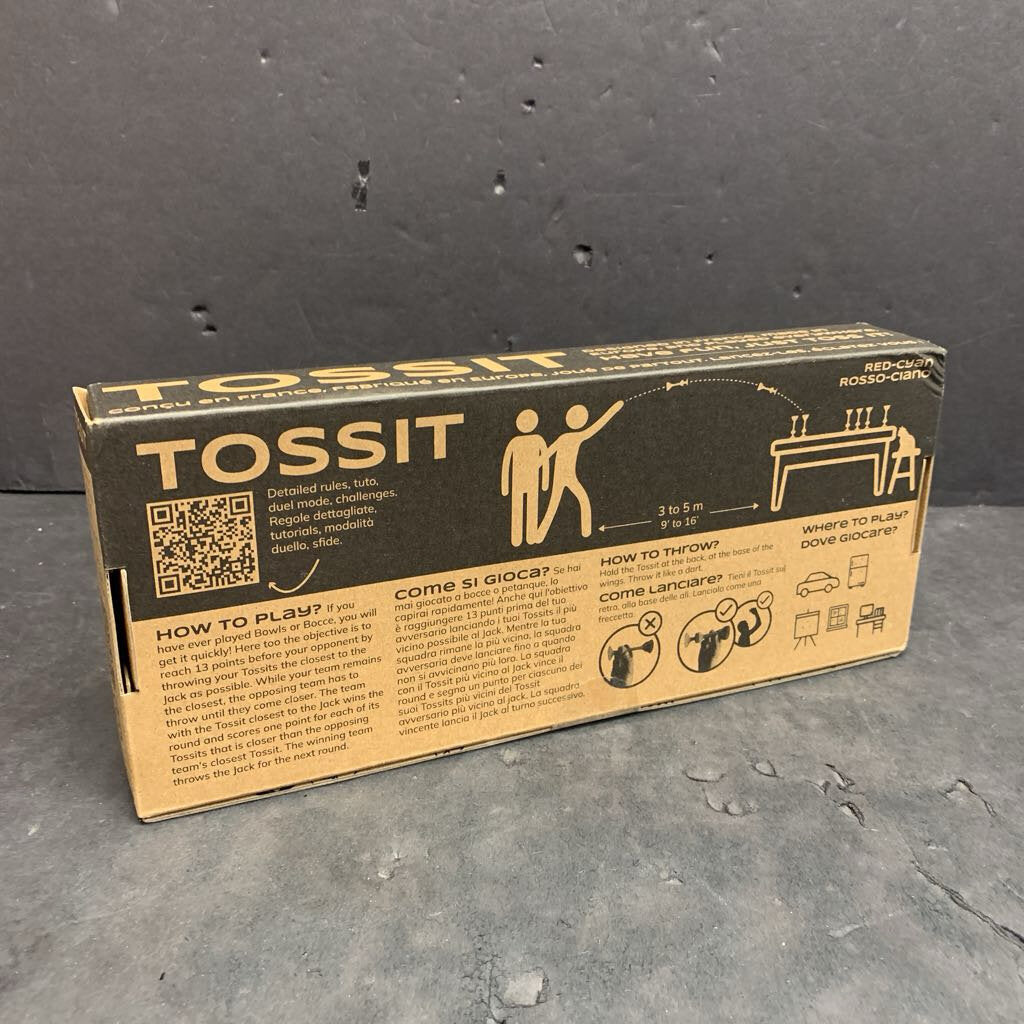 TOSSIT
conçu en France, Fabriqué en Europe, Joué de partout, Lancez-les,
RED-Cyan
ROSSO-CIANO
TOSSIT
Detailed rules, tuto,
duel mode, challenges.
Regole dettagliate,
tutorials, modalità
duello, sfide.
3 to 5 m
9' to 16'
HOW TO PLAY? If you
have ever played Bowls or Bocce, you will
get it quickly! Here too the objective is to
reach 13 points before your opponent by
throwing your Tossits the closest to the
Jack as possible. While your team remains
the closest, the opposing team has to
throw until they come closer. The team
with the Tossit closest to the Jack wins the
round and scores one point for each of its
Tossits that is closer than the opposing
team's closest Tossit. The winning team
throws the Jack for the next round.
COME SI GIOCA? Se hai
mai giocato a bocce o petanque, lo
capirai rapidamente! Anche qui l'obiettivo
è raggiungere 13 punti prima del tuo
avversario lanciando i tuoi Tossits il più
vicino possibile al Jack. Mentre la tua
squadra rimane la più vicina, la squadra
avversaria deve lanciare fino a quando
non si avvicinano più loro. La squadra
con il Tossit più vicino al Jack vince il
round e segna un punto per ciascuno dei
suoi Tossits più vicini del Tossit
avversario più vicino al jack. La squadra
vincente lancia il Jack al turno successivo.
HOW TO THROW?
Hold the Tossit at the back, at the base of the
wings. Throw it like a dart.
COME LANCIARE? Tieni il Tossit sul
retro, alla base delle ali. Lancialo come una
freccetta.
WHERE TO PLAY?
DOVE GIOCARE?